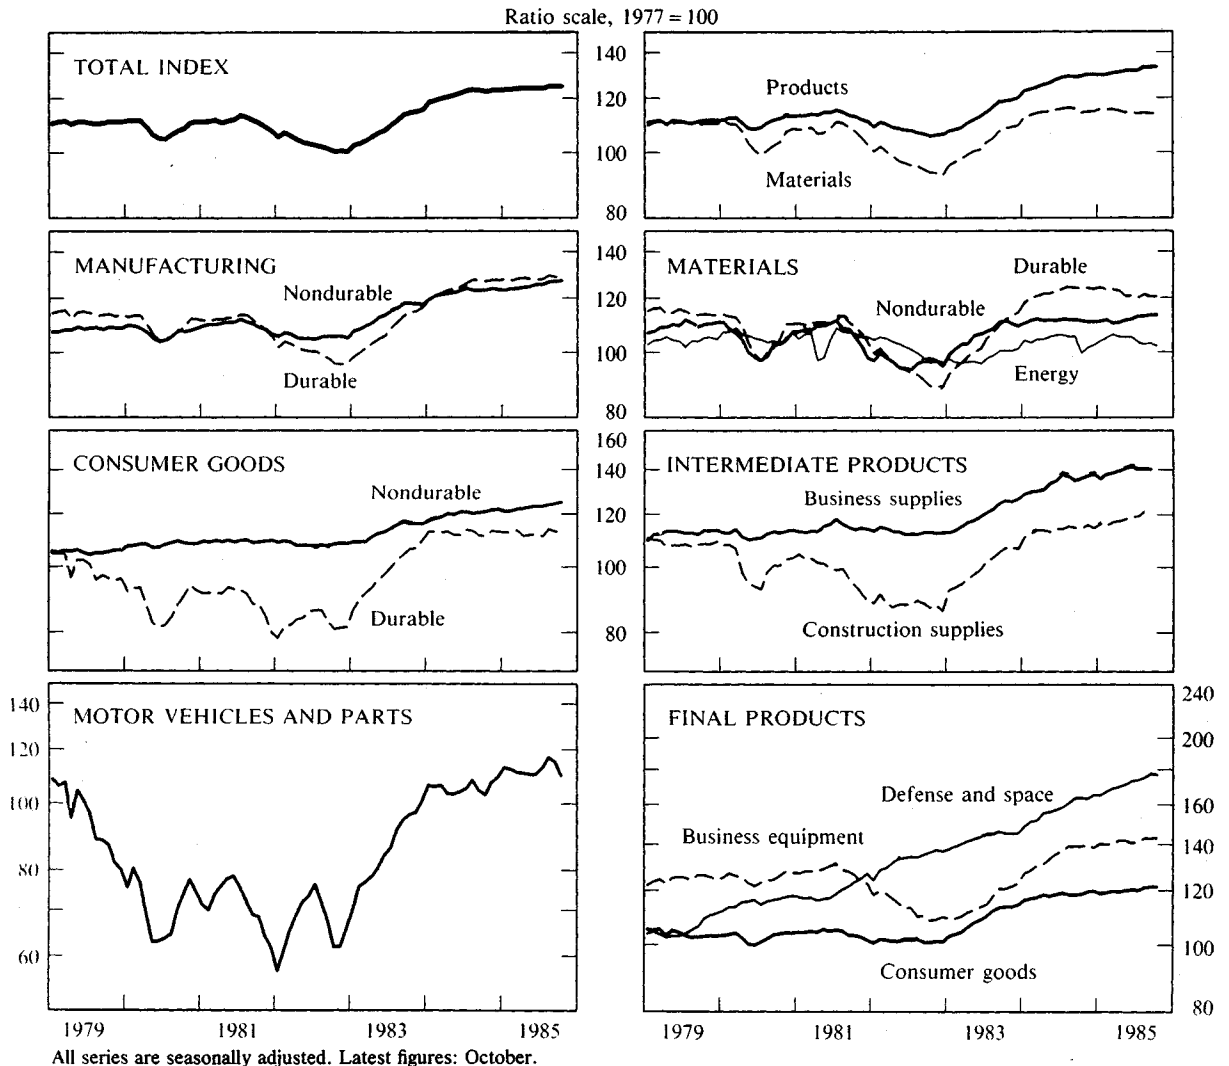 Ratio scale, 1977 = 100
TOTAL INDEX
140
120
100
80
Products
Materials
MANUFACTURING
Nondurable
Durable
140
120
100
80
MATERIALS
Durable
Nondurable
Energy
CONSUMER GOODS
Nondurable
Durable
160
140
120
100
80
INTERMEDIATE PRODUCTS
Business supplies
Construction supplies
140
120
100
80
60
MOTOR VEHICLES AND PARTS
FINAL PRODUCTS
Defense and space
Business equipment
Consumer goods
240
200
160
140
120
100
80
1979 1981 1983 1985
1979 1981 1983 1985
All series are seasonally adjusted. Latest figures: October.